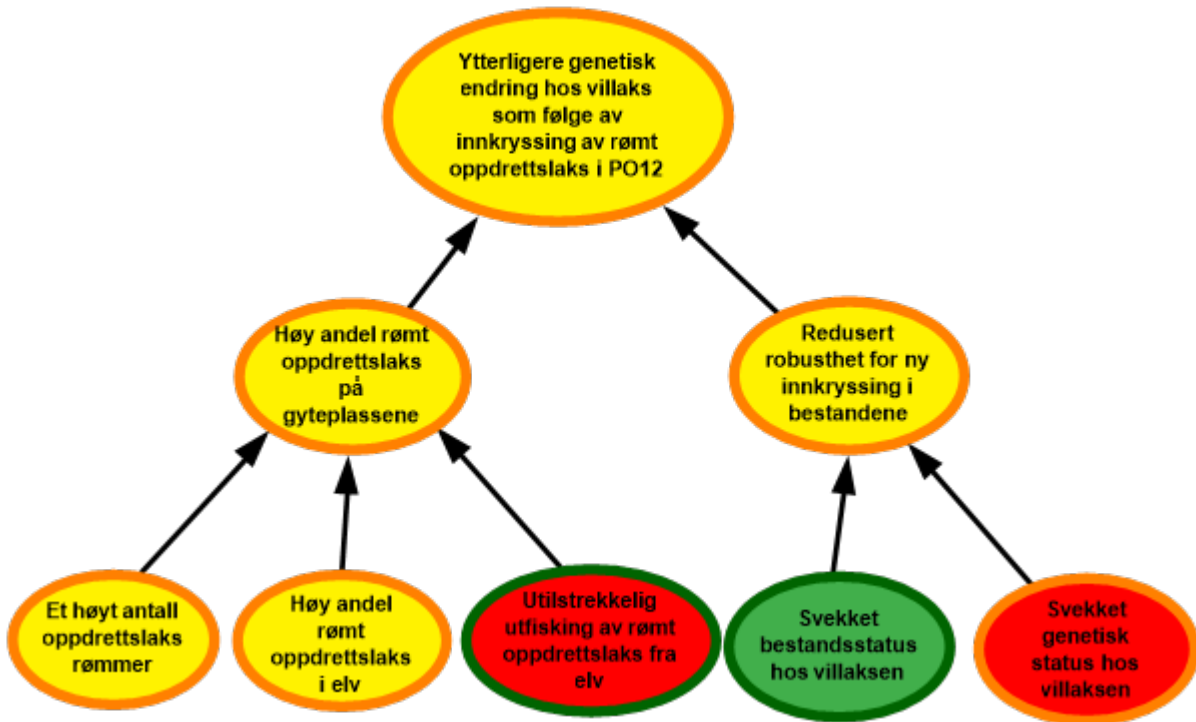 Ytterligere genetisk
endring hos villaks
som følge av
innkryssing av rømt
oppdrettslaks i PO12
Høy andel rømt
oppdrettslaks
på
gyteplassene
Redusert
robusthet for ny
innkryssing i
bestandene
Et høyt antall
oppdrettslaks
rømmer
Høy andel
rømt
oppdrettslaks
i elv
Utilstrekkelig
utfisking av rømt
oppdrettslaks fra
elv
Svekket
bestandsstatus
hos villaksen
Svekket
genetisk
status hos
villaksen